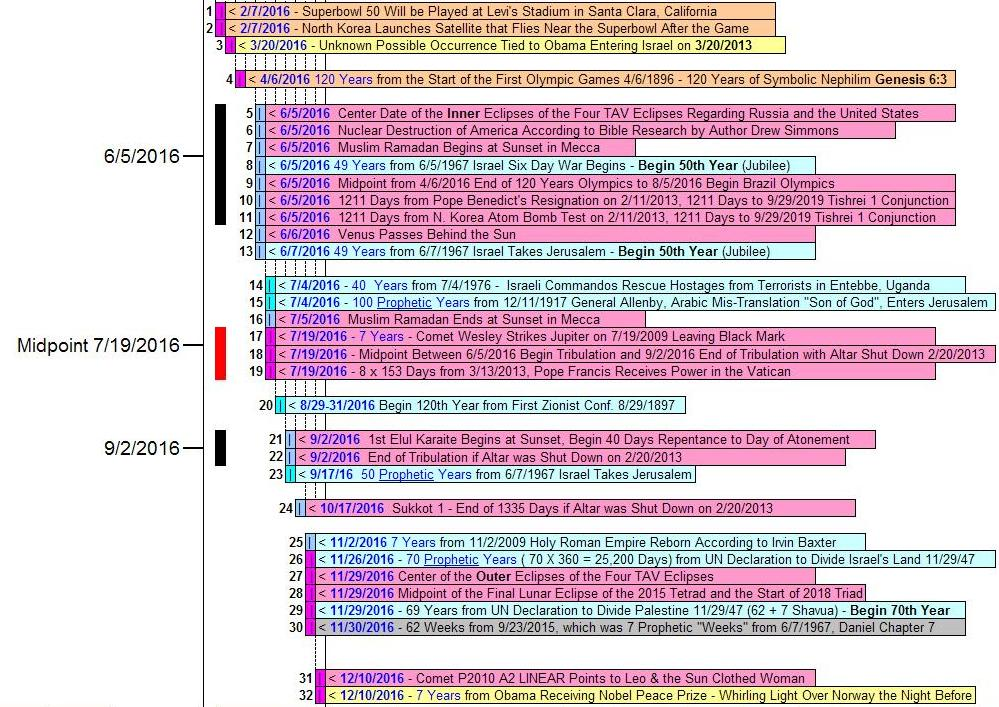 1 < 2/7/2016 - Superbowl 50 Will be Played at Levi's Stadium in Santa Clara, California
2 < 2/7/2016 - North Korea Launches Satellite that Flies Near the Superbowl After the Game
3 < 3/20/2016 - Unknown Possible Occurrence Tied to Obama Entering Israel on 3/20/2013
4 < 4/6/2016 120 Years from the Start of the First Olympic Games 4/6/1896 - 120 Years of Symbolic Nephilim Genesis 6:3
5 < 6/5/2016 Center Date of the Inner Eclipses of the Four TAV Eclipses Regarding Russia and the United States
6 < 6/5/2016 Nuclear Destruction of America According to Bible Research by Author Drew Simmons
7 < 6/5/2016 Muslim Ramadan Begins at Sunset in Mecca
6/5/2016
8 < 6/5/2016 49 Years from 6/5/1967 Israel Six Day War Begins - Begin 50th Year (Jubilee)
9 < 6/5/2016 Midpoint from 4/6/2016 End of 120 Years Olympics to 8/5/2016 Begin Brazil Olympics
10 < 6/5/2016 1211 Days from Pope Benedict's Resignation on 2/11/2013, 1211 Days to 9/29/2019 Tishrei 1 Conjunction
11 < 6/5/2016 1211 Days from N. Korea Atom Bomb Test on 2/11/2013, 1211 Days to 9/29/2019 Tishrei 1 Conjunction
12 < 6/6/2016 Venus Passes Behind the Sun
13 < 6/7/2016 49 Years from 6/7/1967 Israel Takes Jerusalem - Begin 50th Year (Jubilee)
14 < 7/4/2016 - 40 Years from 7/4/1976 - Israeli Commandos Rescue Hostages from Terrorists in Entebbe, Uganda
15 < 7/4/2016 - 100 Prophetic Years from 12/11/1917 General Allenby, Arabic Mis-Translation "Son of God", Enters Jerusalem
16 < 7/5/2016 Muslim Ramadan Ends at Sunset in Mecca
17 < 7/19/2016 - 7 Years - Comet Wesley Strikes Jupiter on 7/19/2009 Leaving Black Mark
Midpoint 7/19/2016
18 < 7/19/2016 - Midpoint Between 6/5/2016 Begin Tribulation and 9/2/2016 End of Tribulation with Altar Shut Down 2/20/2013
19 < 7/19/2016 - 8 x 153 Days from 3/13/2013, Pope Francis Receives Power in the Vatican
20 < 8/29-31/2016 Begin 120th Year from First Zionist Conf. 8/29/1897
21 < 9/2/2016 1st Elul Karaite Begins at Sunset, Begin 40 Days Repentance to Day of Atonement
9/2/2016
22 < 9/2/2016 End of Tribulation if Altar was Shut Down on 2/20/2013
23 < 9/17/16 50 Prophetic Years from 6/7/1967 Israel Takes Jerusalem
24 < 10/17/2016 Sukkot 1 - End of 1335 Days if Altar was Shut Down on 2/20/2013
25 < 11/2/2016 7 Years from 11/2/2009 Holy Roman Empire Reborn According to Irvin Baxter
26 < 11/26/2016 - 70 Prophetic Years ( 70 X 360 = 25,200 Days) from UN Declaration to Divide Israel's Land 11/29/47
27 < 11/29/2016 Center of the Outer Eclipses of the Four TAV Eclipses
28 < 11/29/2016 Midpoint of the Final Lunar Eclipse of the 2015 Tetrad and the Start of 2018 Triad
29 < 11/29/2016 - 69 Years from UN Declaration to Divide Palestine 11/29/47 (62 + 7 Shavua) - Begin 70th Year
30 < 11/30/2016 - 62 Weeks from 9/23/2015, which was 7 Prophetic "Weeks" from 6/7/1967, Daniel Chapter 7
31 < 12/10/2016 - Comet P2010 A2 LINEAR Points to Leo & the Sun Clothed Woman
32 < 12/10/2016 - 7 Years from Obama Receiving Nobel Peace Prize - Whirling Light Over Norway the Night Before